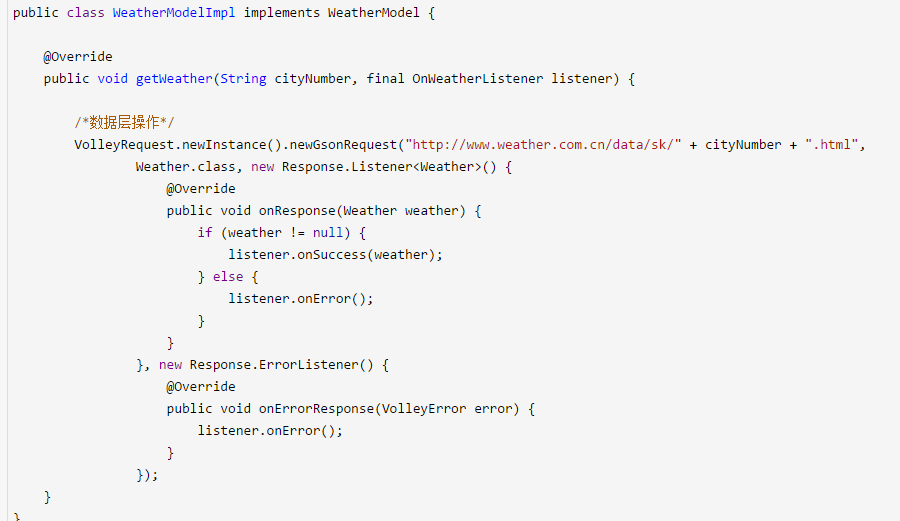 public class WeatherModelImpl implements WeatherModel {
@Override
public void getWeather(String cityNumber, final OnWeatherListener listener) {
/*数据层操作*/
VolleyRequest.newInstance().newGsonRequest("http://www.weather.com.cn/data/sk/" + cityNumber + ".html",
Weather.class, new Response.Listener<Weather>() {
@Override
public void onResponse(Weather weather) {
if (weather != null) {
listener.onSuccess(weather);
} else {
listener.onError();
}
}
}, new Response.ErrorListener() {
@Override
public void onErrorResponse(VolleyError error) {
listener.onError();
}
});
}
}